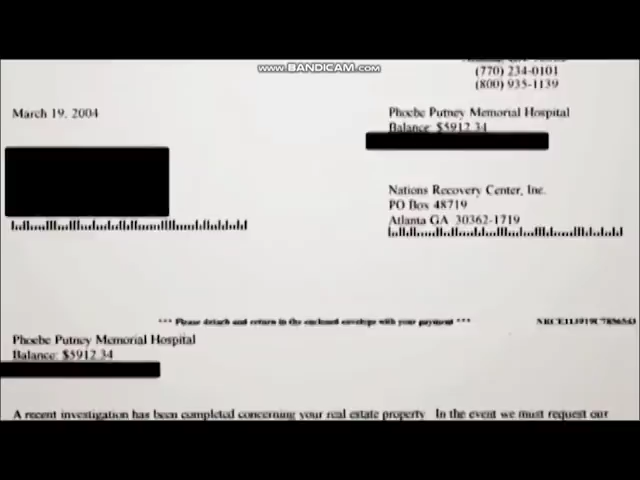 www.BANDICAM.com
(770) 234-0101
(800) 935-1139
March 19, 2004
Phoebe Putney Memorial Hospital
Balance: $5912.34
Nations Recovery Center, Inc.
PO Box 48719
Atlanta GA 30362-1719
*** Please detach and return in the enclosed envelope with your payment ***
Phoebe Putney Memorial Hospital
Balance: $5912.34
A recent investigation has been completed concerning your real estate property. In the event we must request our